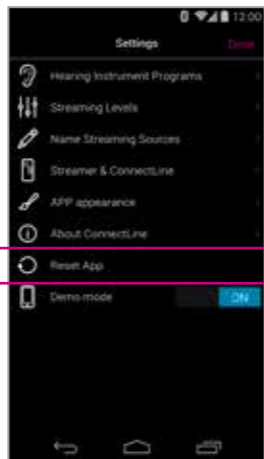 12:00
Settings
Done
Hearing Instrument Programs
Streaming Levels
Name Streaming Sources
Streamer & ConnectLine
APP appearance
About ConnectLine
Reset App
Demo mode
ON